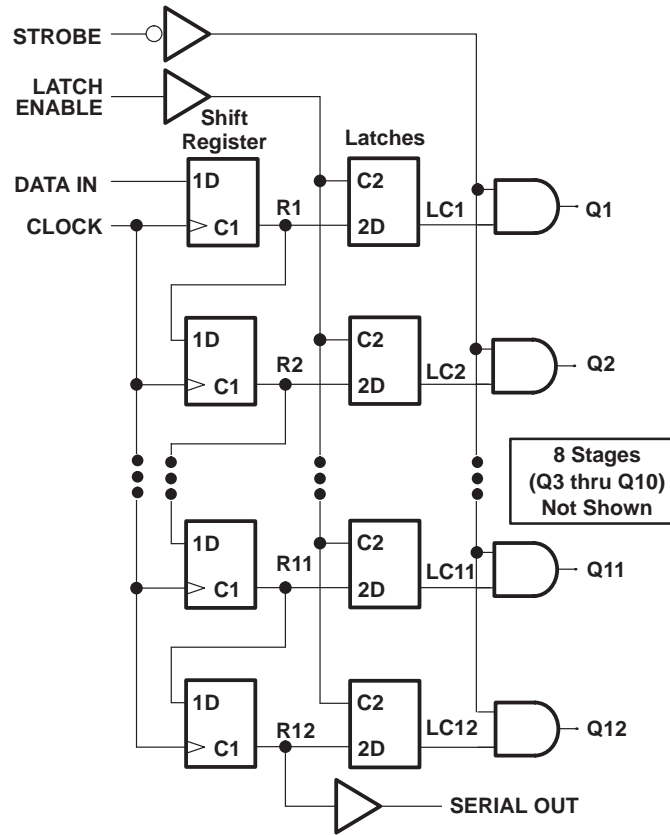 STROBE
LATCH
ENABLE
Shift
Register
Latches
DATA IN
1D
C2
CLOCK
C1
R1
2D
LC1
Q1
1D
C2
R2
C1
2D
LC2
Q2
8 Stages
(Q3 thru Q10)
Not Shown
1D
C2
R11
C1
2D
LC11
Q11
1D
C2
R12
C1
2D
LC12
Q12
SERIAL OUT